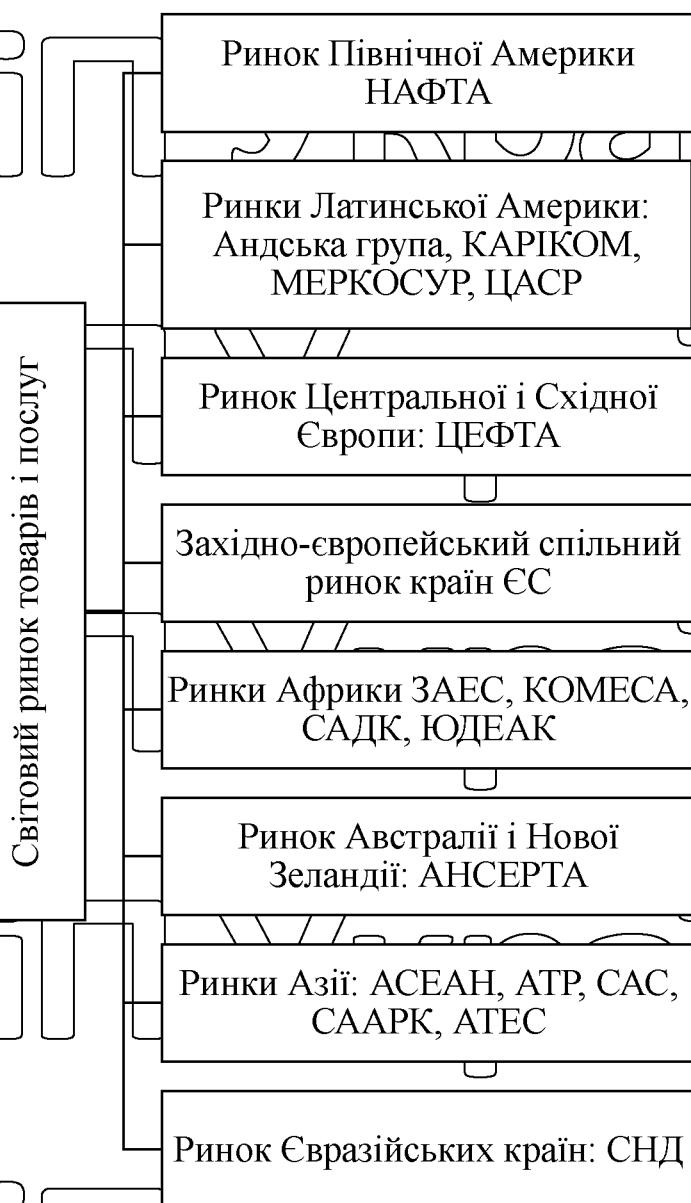 Світовий ринок товарів і послуг
Ринок Північної Америки
НАФТА
Ринки Латинської Америки:
Андська група, КАРІКОМ,
МЕРКОСУР, ЦАСР
Ринок Центральної і Східної
Європи: ЦЕФТА
Західно-європейський спільний
ринок країн ЄС
Ринки Африки ЗАЕС, КОМЕСА,
САДК, ЮДЕАК
Ринок Австралії і Нової
Зеландії: АНСЕРТА
Ринки Азії: АСЕАН, АТР, САС,
СААРК, АТЕС
Ринок Євразійських країн: СНД